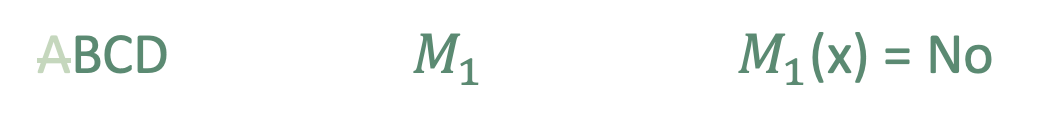 ABCD M₁ M₁(x) = No